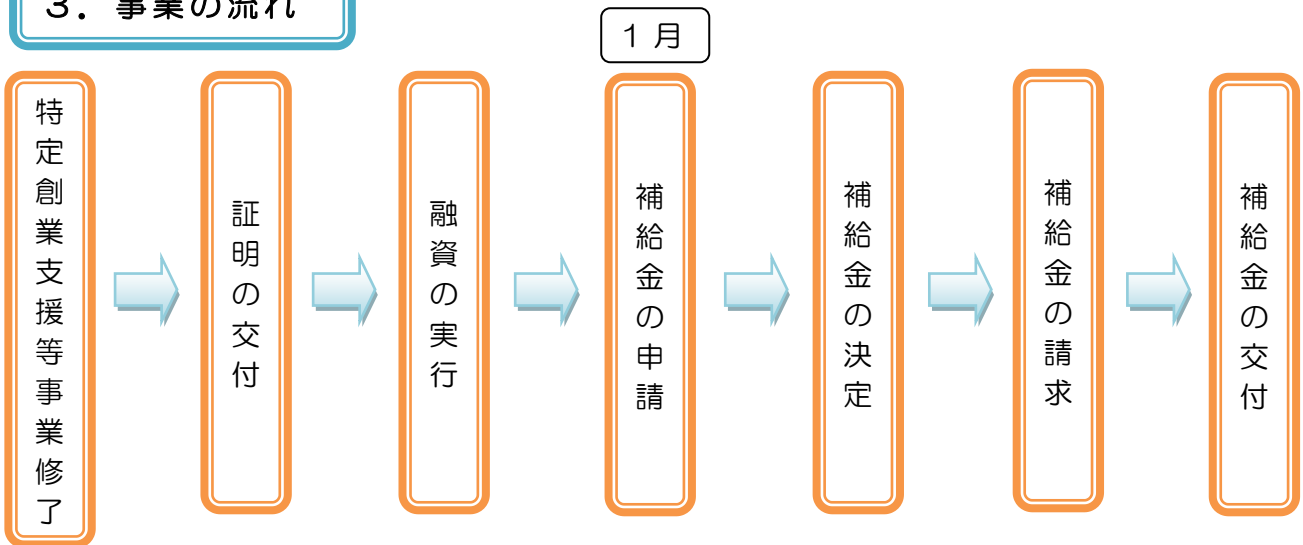 ３．事業の流れ
１月
特定創業支援等事業修了
証明の交付
融資の実行
補給金の申請
補給金の決定
補給金の請求
補給金の交付